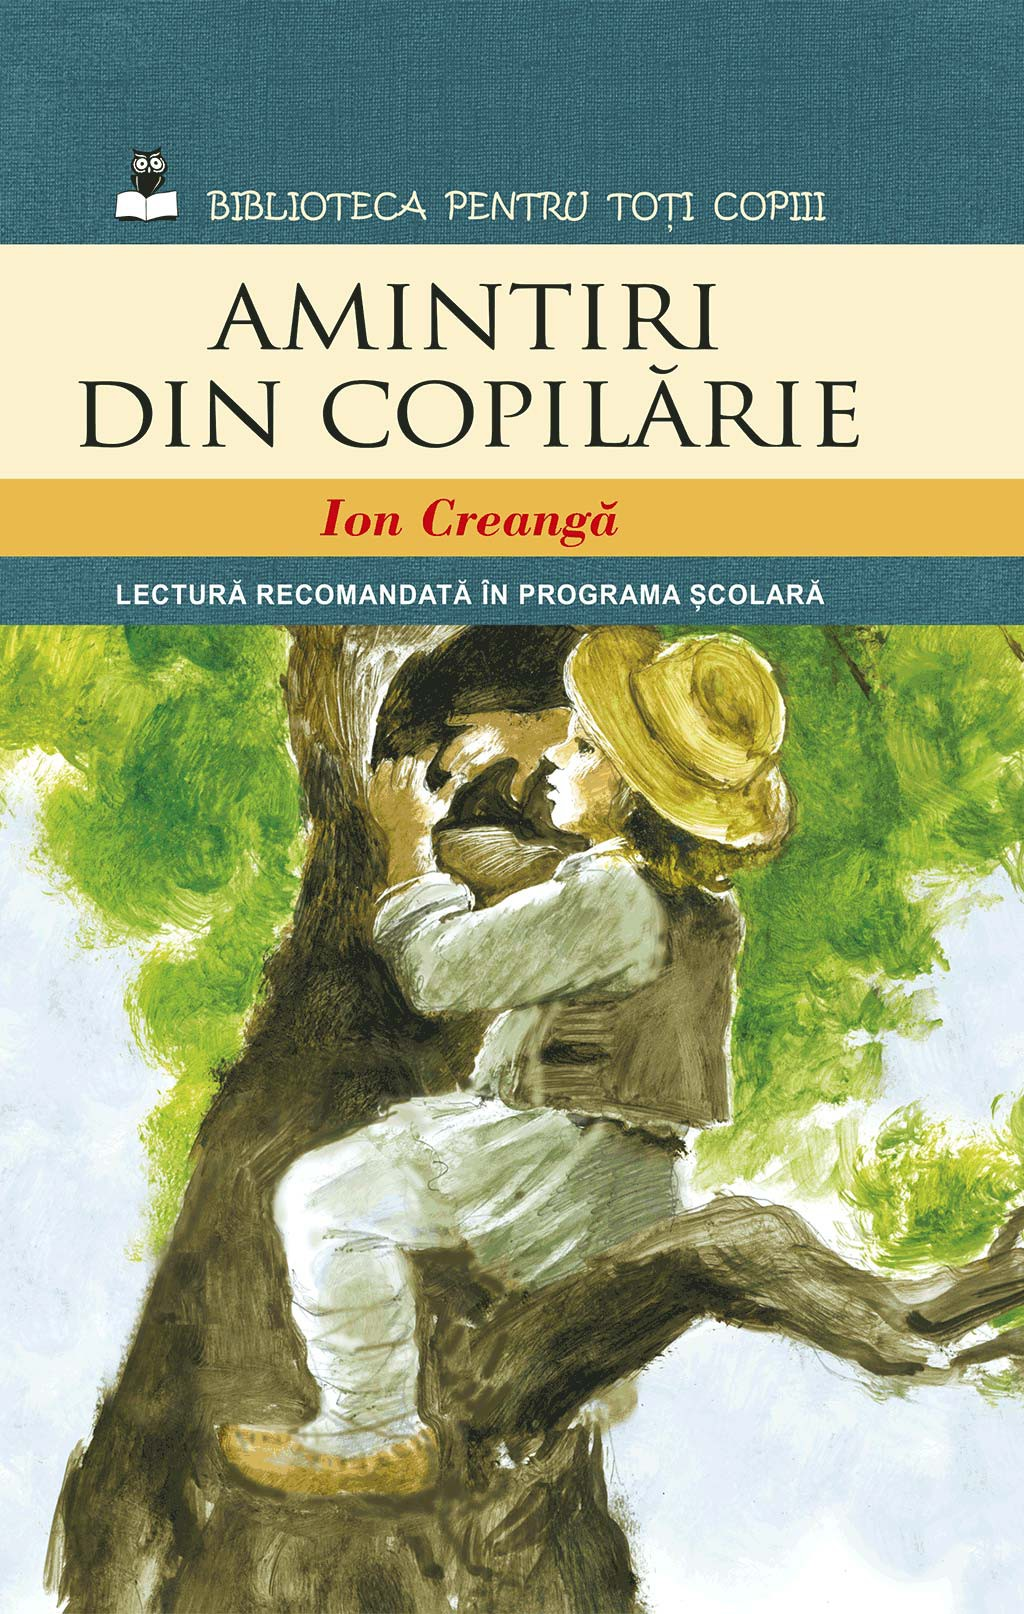 BIBLIOTECA PENTRU TOȚI COPIII
AMINTIRI
DIN COPILĂRIE
Ion Creangă
LECTURĂ RECOMANDATĂ ÎN PROGRAMA ȘCOLARĂ